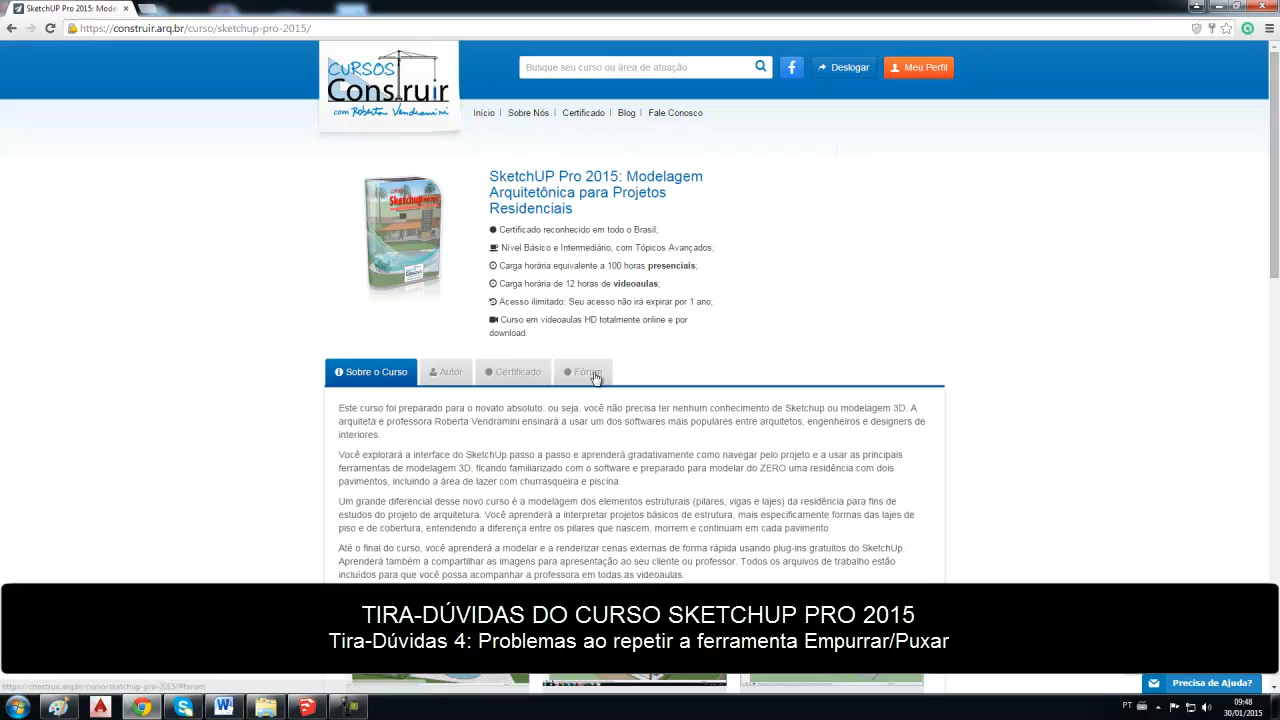 SketchUP Pro 2015: Mode
https://construir.arq.br/curso/sketchup-pro-2015/
CURSOS
Construir
com Roberta Vendramini
Busque seu curso ou área de atuação
Deslogar
Meu Perfil
Início | Sobre Nós | Certificado | Blog | Fale Conosco
SketchUP Pro 2015: Modelagem
Arquitetônica para Projetos
Residenciais
Certificado reconhecido em todo o Brasil;
Nível Básico e Intermediário, com Tópicos Avançados;
Carga horária equivalente a 100 horas presenciais;
Carga horária de 12 horas de videoaulas;
Acesso ilimitado: Seu acesso não irá expirar por 1 ano;
Curso em videoaulas HD totalmente online e por
download.
Sobre o Curso
Autor
Certificado
Fórum
Este curso foi preparado para o novato absoluto, ou seja, você não precisa ter nenhum conhecimento de Sketchup ou modelagem 3D. A
arquiteta e professora Roberta Vendramini ensinará a usar um dos softwares mais populares entre arquitetos, engenheiros e designers de
interiores.
Você explorará a interface do SketchUp passo a passo e aprenderá gradativamente como navegar pelo projeto e a usar as principais
ferramentas de modelagem 3D, ficando familiarizado com o software e preparado para modelar do ZERO uma residência com dois
pavimentos, incluindo a área de lazer com churrasqueira e piscina.
Um grande diferencial desse novo curso é a modelagem dos elementos estruturais (pilares, vigas e lajes) da residência para fins de
estudos do projeto de arquitetura. Você aprenderá a interpretar projetos básicos de estrutura, mais especificamente formas das lajes de
piso e de cobertura, entendendo a diferença entre os pilares que nascem, morrem e continuam em cada pavimento.
Até o final do curso, você aprenderá a modelar e a renderizar cenas externas de forma rápida usando plug-ins gratuitos do SketchUp.
Aprenderá também a compartilhar as imagens para apresentação ao seu cliente ou professor. Todos os arquivos de trabalho estão
incluídos para que você possa acompanhar a professora em todas as videoaulas.
TIRA-DÚVIDAS DO CURSO SKETCHUP PRO 2015
Tira-Dúvidas 4: Problemas ao repetir a ferramenta Empurrar/Puxar
https://construir.arq.br/curso/sketchup-pro-2015/#forum
Precisa de Ajuda?
PT
09:48
30/01/2015